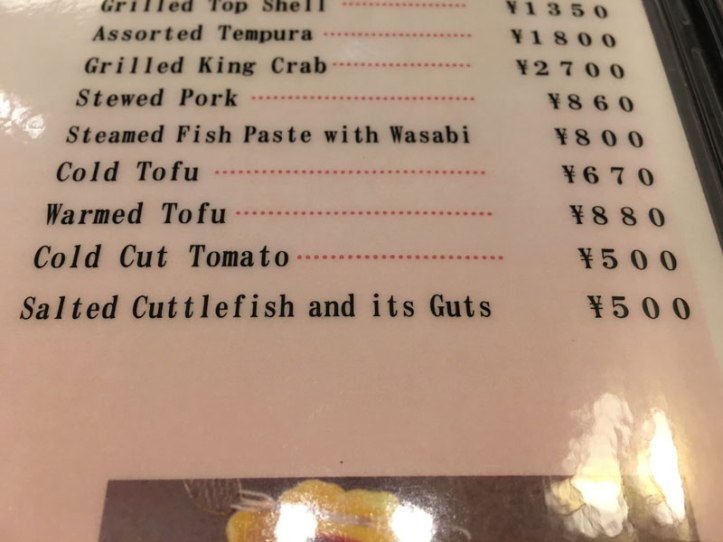 Grilled Top Shell ¥1350
Assorted Tempura ¥1800
Grilled King Crab ¥2700
Stewed Pork ¥860
Steamed Fish Paste with Wasabi ¥800
Cold Tofu ¥670
Warmed Tofu ¥880
Cold Cut Tomato ¥500
Salted Cuttlefish and its Guts ¥500